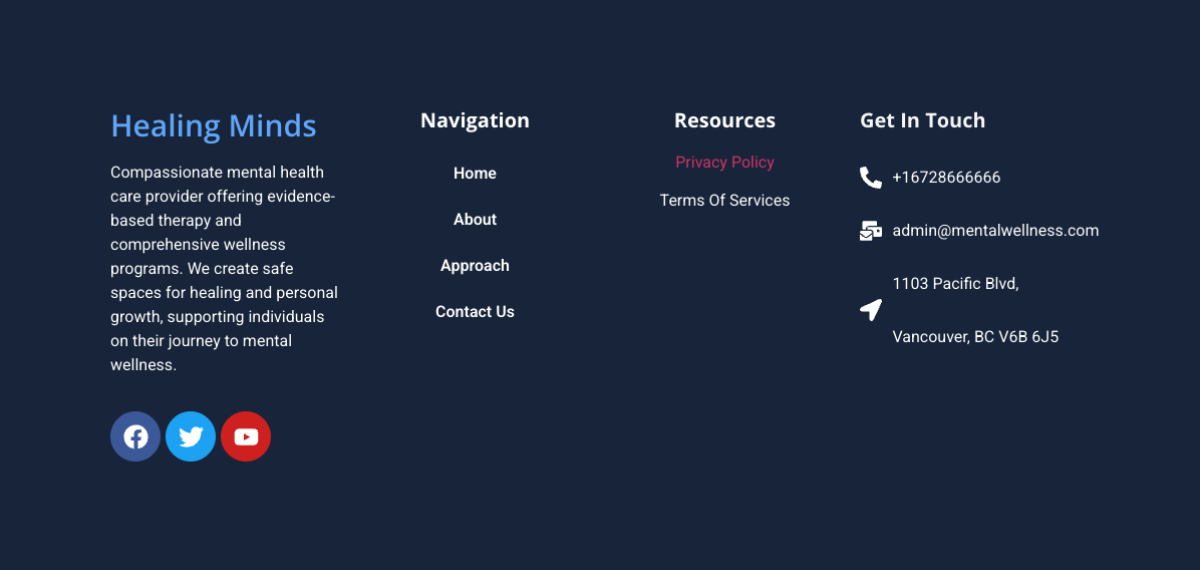 Healing Minds
Compassionate mental health
care provider offering evidence-
based therapy and
comprehensive wellness
programs. We create safe
spaces for healing and personal
growth, supporting individuals
on their journey to mental
wellness.
Navigation
Home
About
Approach
Contact Us
Resources
Privacy Policy
Terms Of Services
Get In Touch
+16728666666
admin@mentalwellness.com
1103 Pacific Blvd,
Vancouver, BC V6B 6J5